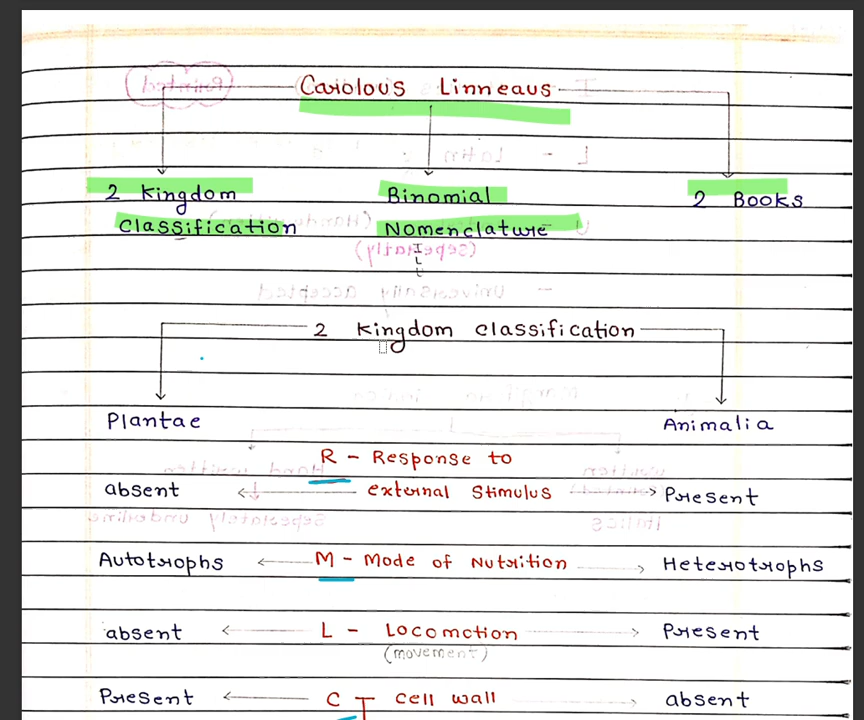 Carolous Linneaus
2 Kingdom Binomial 2 Books
Classification Nomenclature
2 Kingdom classification
Plantae Animalia
R - Response to
absent external Stimulus Present
Autotrophs M - Mode of Nutrition Heterotrophs
absent L - Locomotion Present
(movement)
Present C - cell wall absent